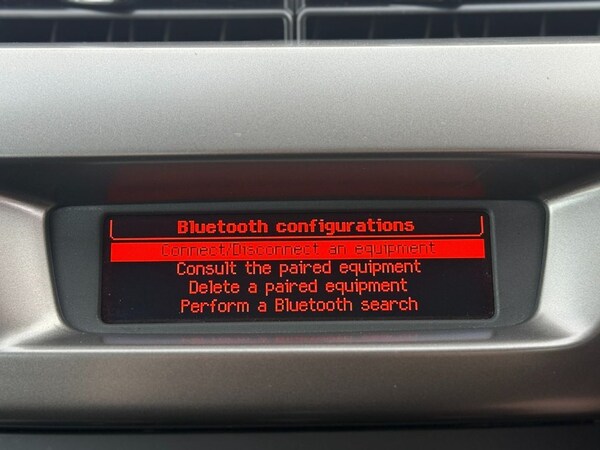 Bluetooth configurations
Connect/Disconnect an equipment
Consult the paired equipment
Delete a paired equipment
Perform a Bluetooth search